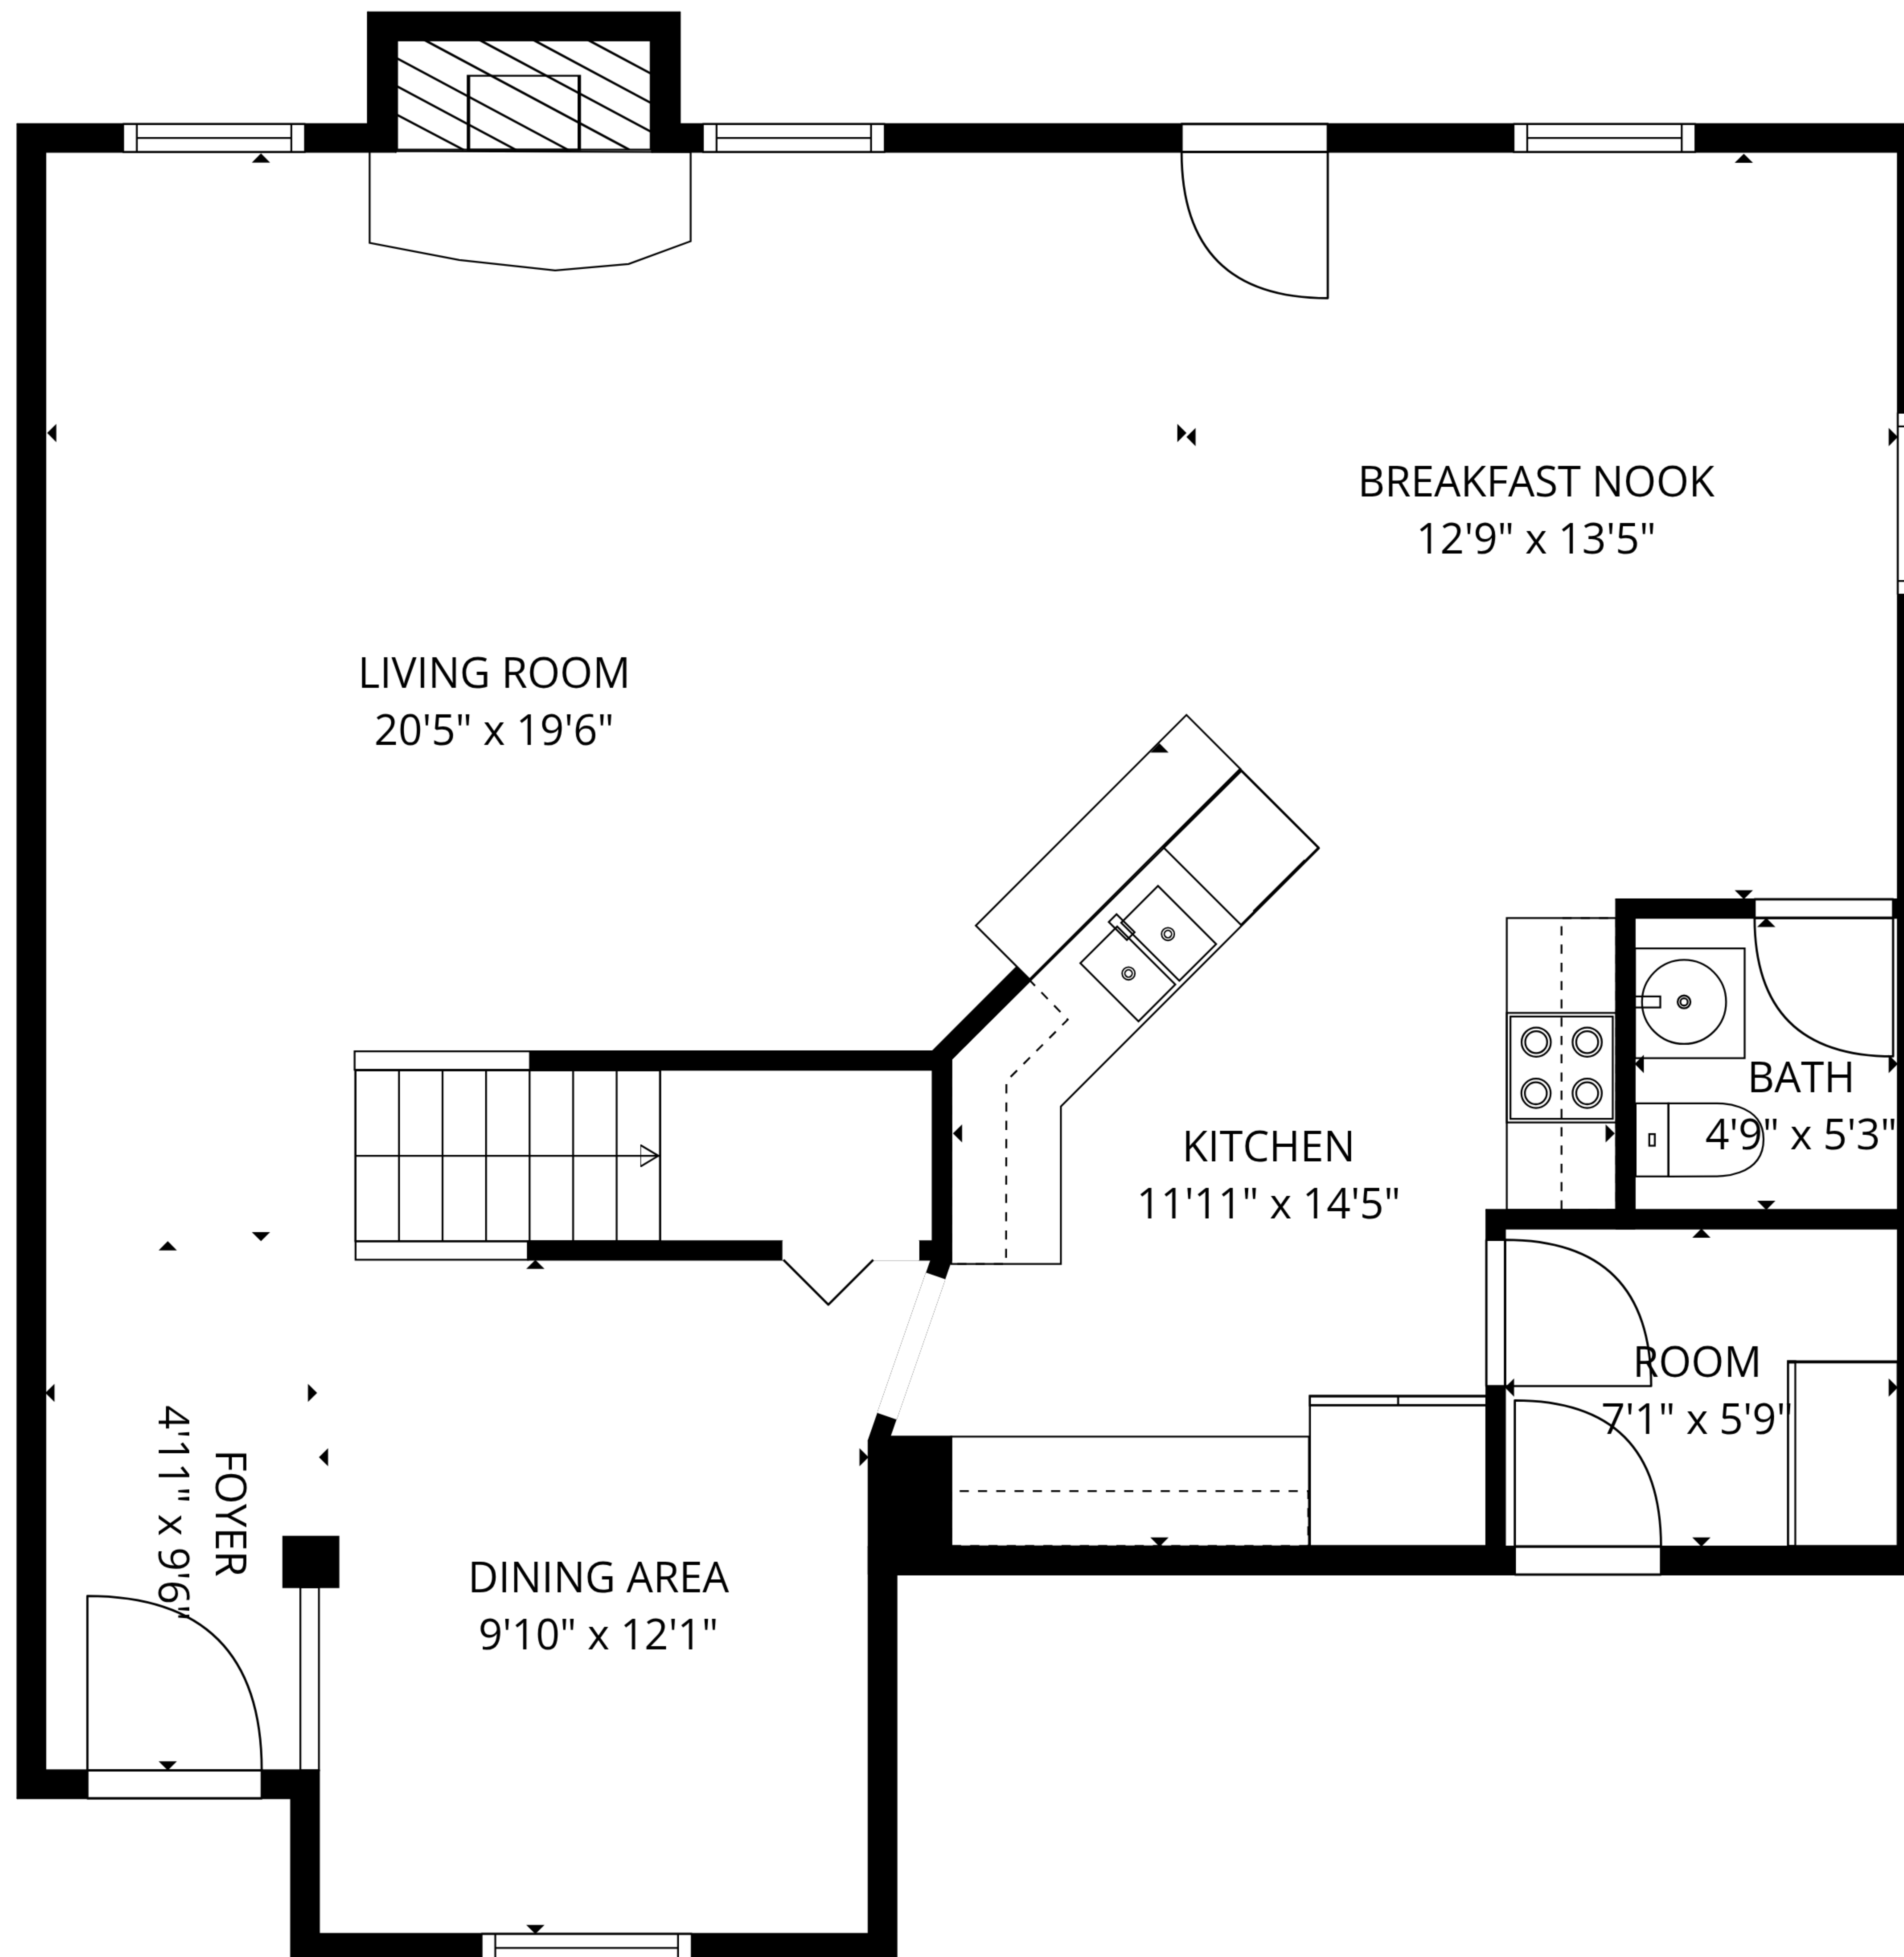 BREAKFAST NOOK
12'9" x 13'5"
LIVING ROOM
20'5" x 19'6"
BATH
4'9" x 5'3"
KITCHEN
11'11" x 14'5"
ROOM
7'1" x 5'9"
FOYER
4'11" x 9'6"
DINING AREA
9'10" x 12'1"